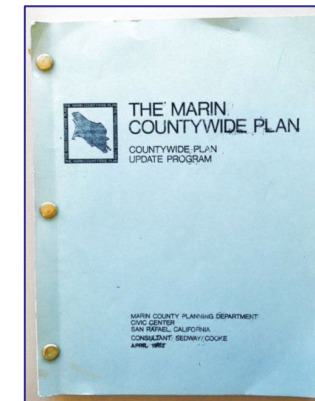 THE MARIN
COUNTYWIDE PLAN
COUNTYWIDE PLAN
UPDATE PROGRAM
MARIN COUNTY PLANNING DEPARTMENT
CIVIC CENTER
SAN RAFAEL, CALIFORNIA
CONSULTANT: SEDWAY/COOKE
APRIL